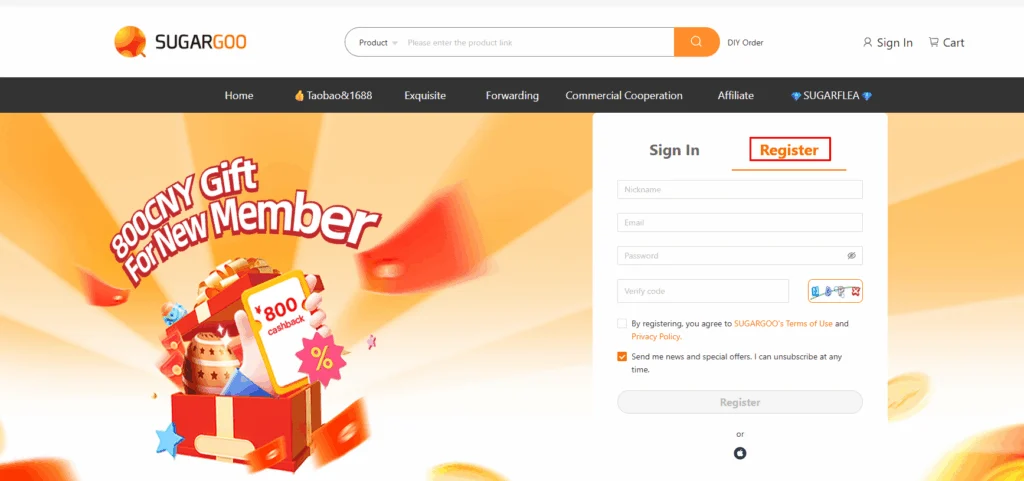 SUGARGOO
Product
Please enter the product link
DIY Order
Sign In
Cart
Home
Taobao&1688
Exquisite
Forwarding
Commercial Cooperation
Affiliate
SUGARFLEA
800CNY Gift
For New Member
¥800
cashback
%
Sign In
Register
Nickname
Email
Password
Verify code
By registering, you agree to SUGARGOO's Terms of Use and
Privacy Policy.
Send me news and special offers. I can unsubscribe at any
time.
Register
or